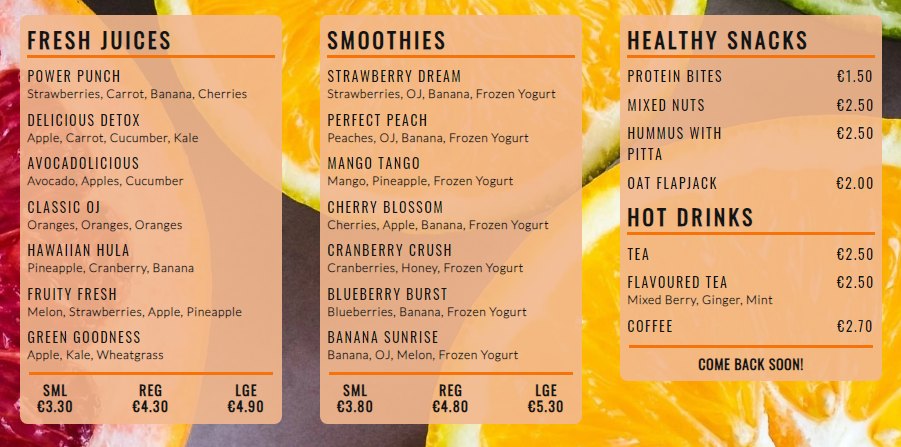 FRESH JUICES
POWER PUNCH
Strawberries, Carrot, Banana, Cherries
DELICIOUS DETOX
Apple, Carrot, Cucumber, Kale
AVOCADOLICIOUS
Avocado, Apples, Cucumber
CLASSIC OJ
Oranges, Oranges, Oranges
HAWAIIAN HULA
Pineapple, Cranberry, Banana
FRUITY FRESH
Melon, Strawberries, Apple, Pineapple
GREEN GOODNESS
Apple, Kale, Wheatgrass
SML REG LGE
€3.30 €4.30 €4.90
SMOOTHIES
STRAWBERRY DREAM
Strawberries, OJ, Banana, Frozen Yogurt
PERFECT PEACH
Peaches, OJ, Banana, Frozen Yogurt
MANGO TANGO
Mango, Pineapple, Frozen Yogurt
CHERRY BLOSSOM
Cherries, Apple, Banana, Frozen Yogurt
CRANBERRY CRUSH
Cranberries, Honey, Frozen Yogurt
BLUEBERRY BURST
Blueberries, Banana, Frozen Yogurt
BANANA SUNRISE
Banana, OJ, Melon, Frozen Yogurt
SML REG LGE
€3.80 €4.80 €5.30
HEALTHY SNACKS
PROTEIN BITES €1.50
MIXED NUTS €2.50
HUMMUS WITH €2.50
PITTA
OAT FLAPJACK €2.00
HOT DRINKS
TEA €2.50
FLAVOURED TEA €2.50
Mixed Berry, Ginger, Mint
COFFEE €2.70
COME BACK SOON!